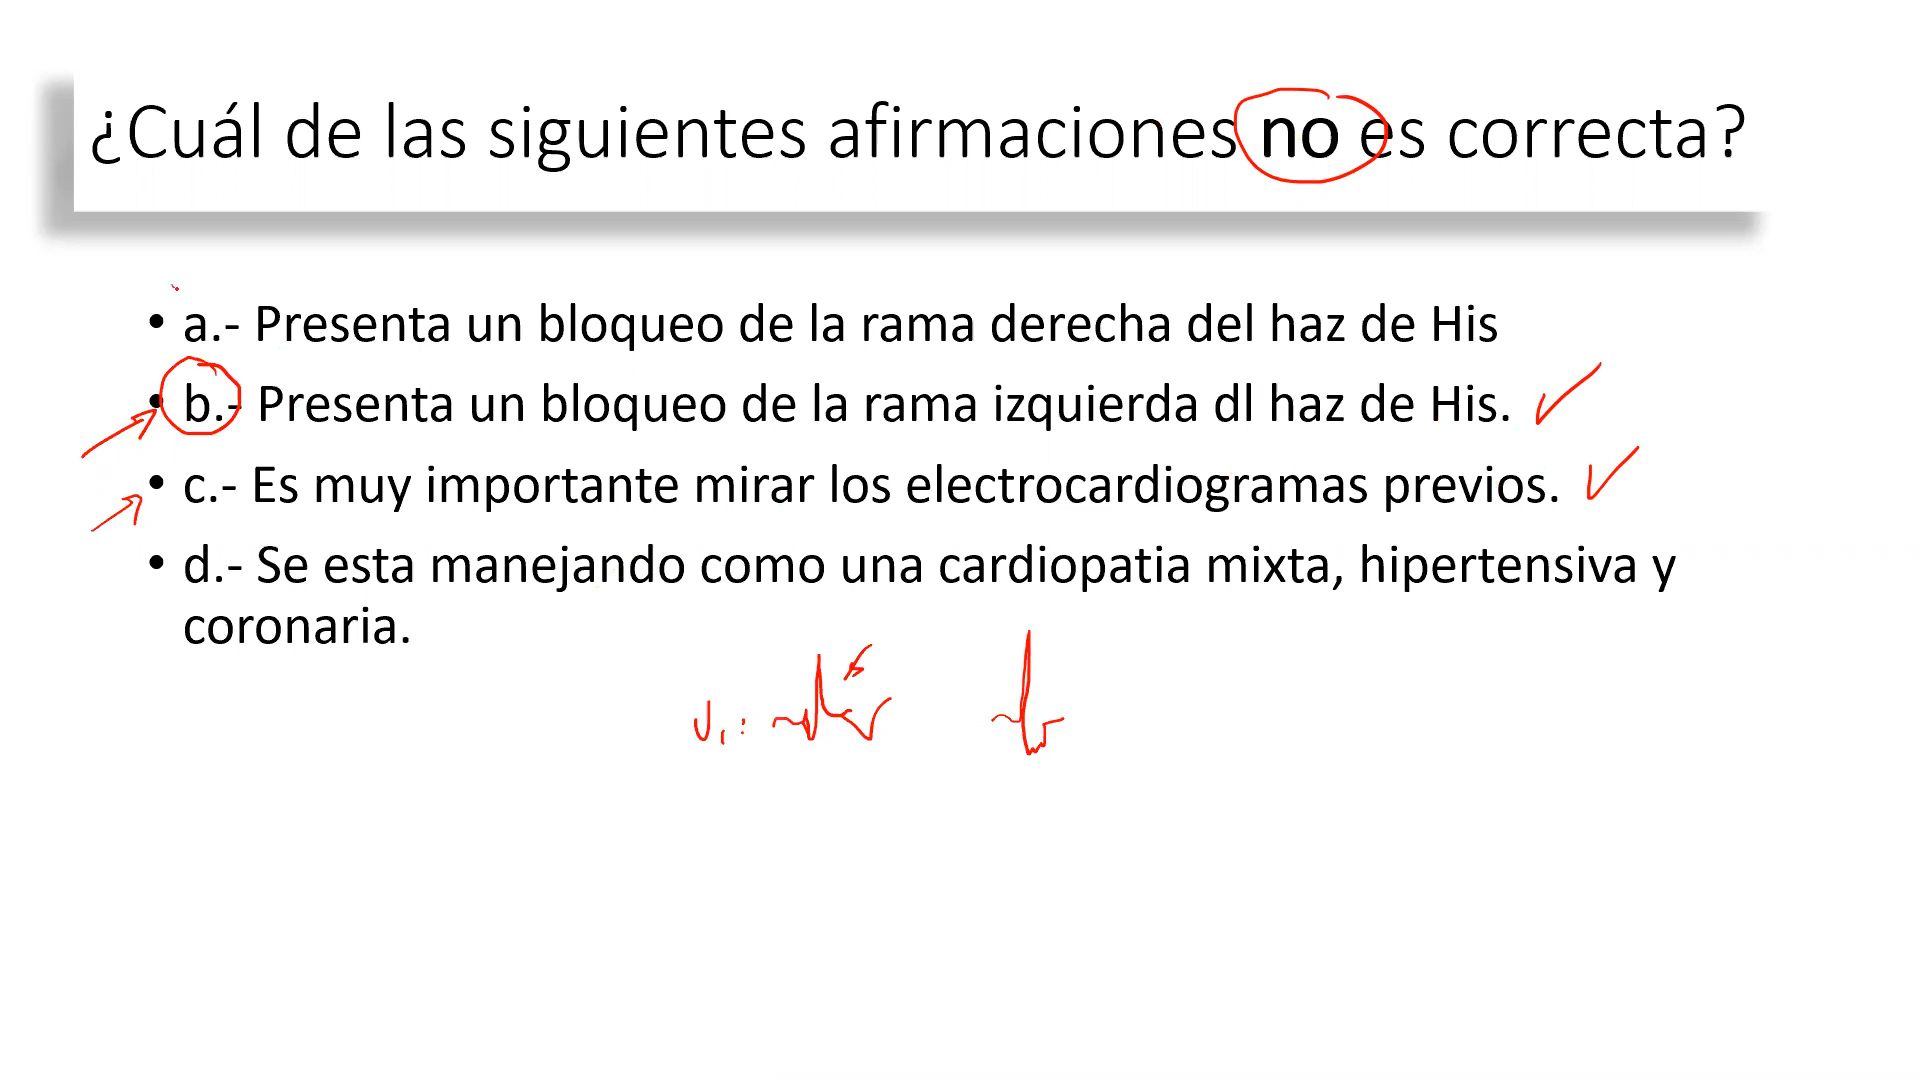 ¿Cuál de las siguientes afirmaciones no es correcta?
• a.- Presenta un bloqueo de la rama derecha del haz de His
• b.- Presenta un bloqueo de la rama izquierda dl haz de His.
• c.- Es muy importante mirar los electrocardiogramas previos.
• d.- Se esta manejando como una cardiopatia mixta, hipertensiva y
coronaria.
V1: